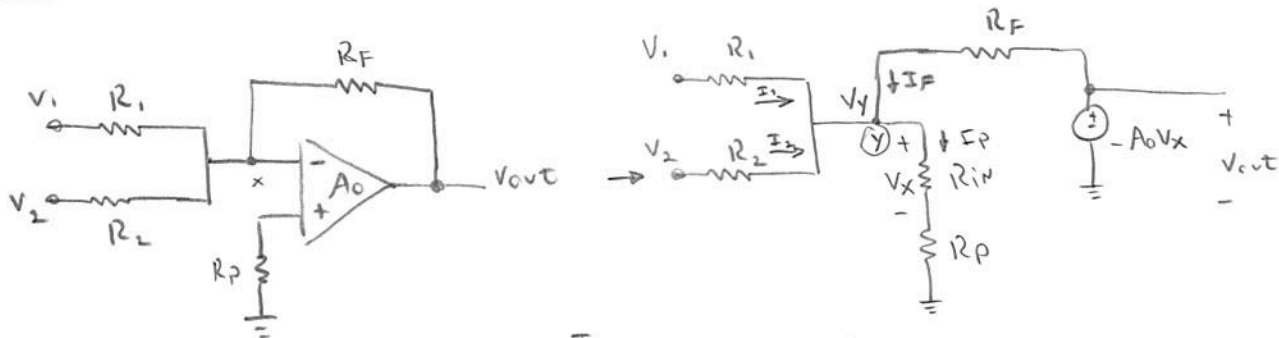 V1 R1 RF
V2 R2
x
- A0
+
Vout
RP
V1 R1 RF
I1
VY IF
V2 R2 I2
Y + IP
VX RIN
-
RP
+
- A0VX
-
+
Vout
-